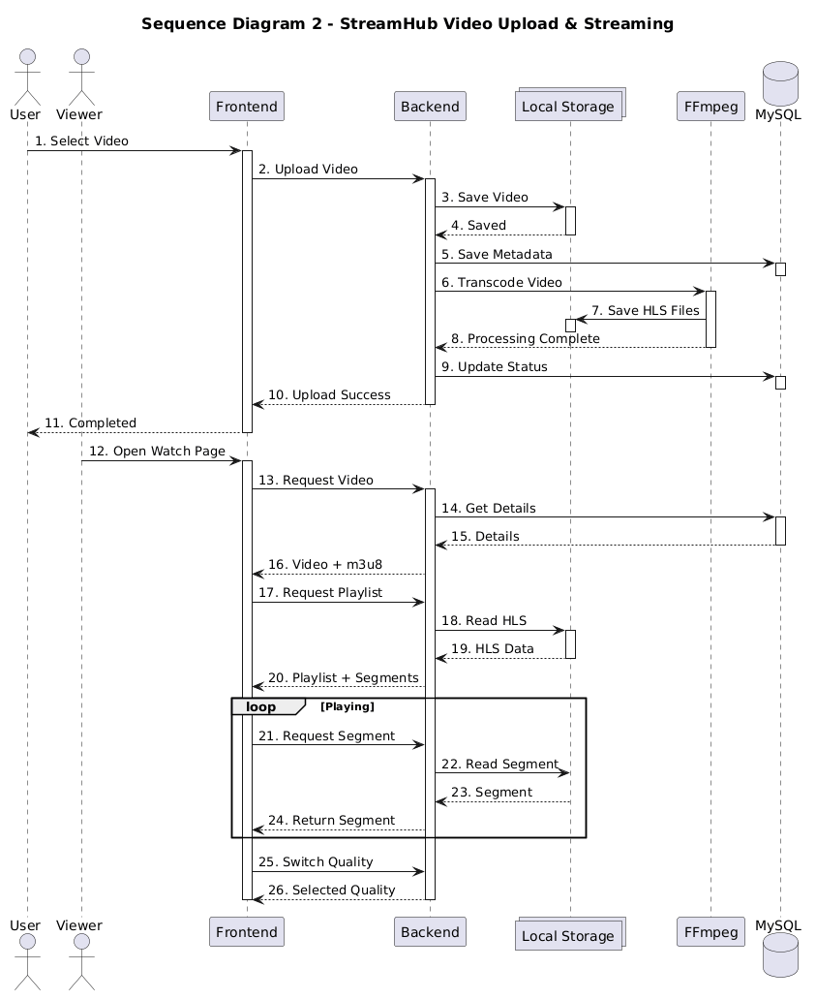 Sequence Diagram 2 - StreamHub Video Upload & Streaming
User
Viewer
Frontend
Backend
Local Storage
FFmpeg
MySQL
1. Select Video
2. Upload Video
3. Save Video
4. Saved
5. Save Metadata
6. Transcode Video
7. Save HLS Files
8. Processing Complete
9. Update Status
10. Upload Success
11. Completed
12. Open Watch Page
13. Request Video
14. Get Details
15. Details
16. Video + m3u8
17. Request Playlist
18. Read HLS
19. HLS Data
20. Playlist + Segments
loop [Playing]
21. Request Segment
22. Read Segment
23. Segment
24. Return Segment
25. Switch Quality
26. Selected Quality
User
Viewer
Frontend
Backend
Local Storage
FFmpeg
MySQL